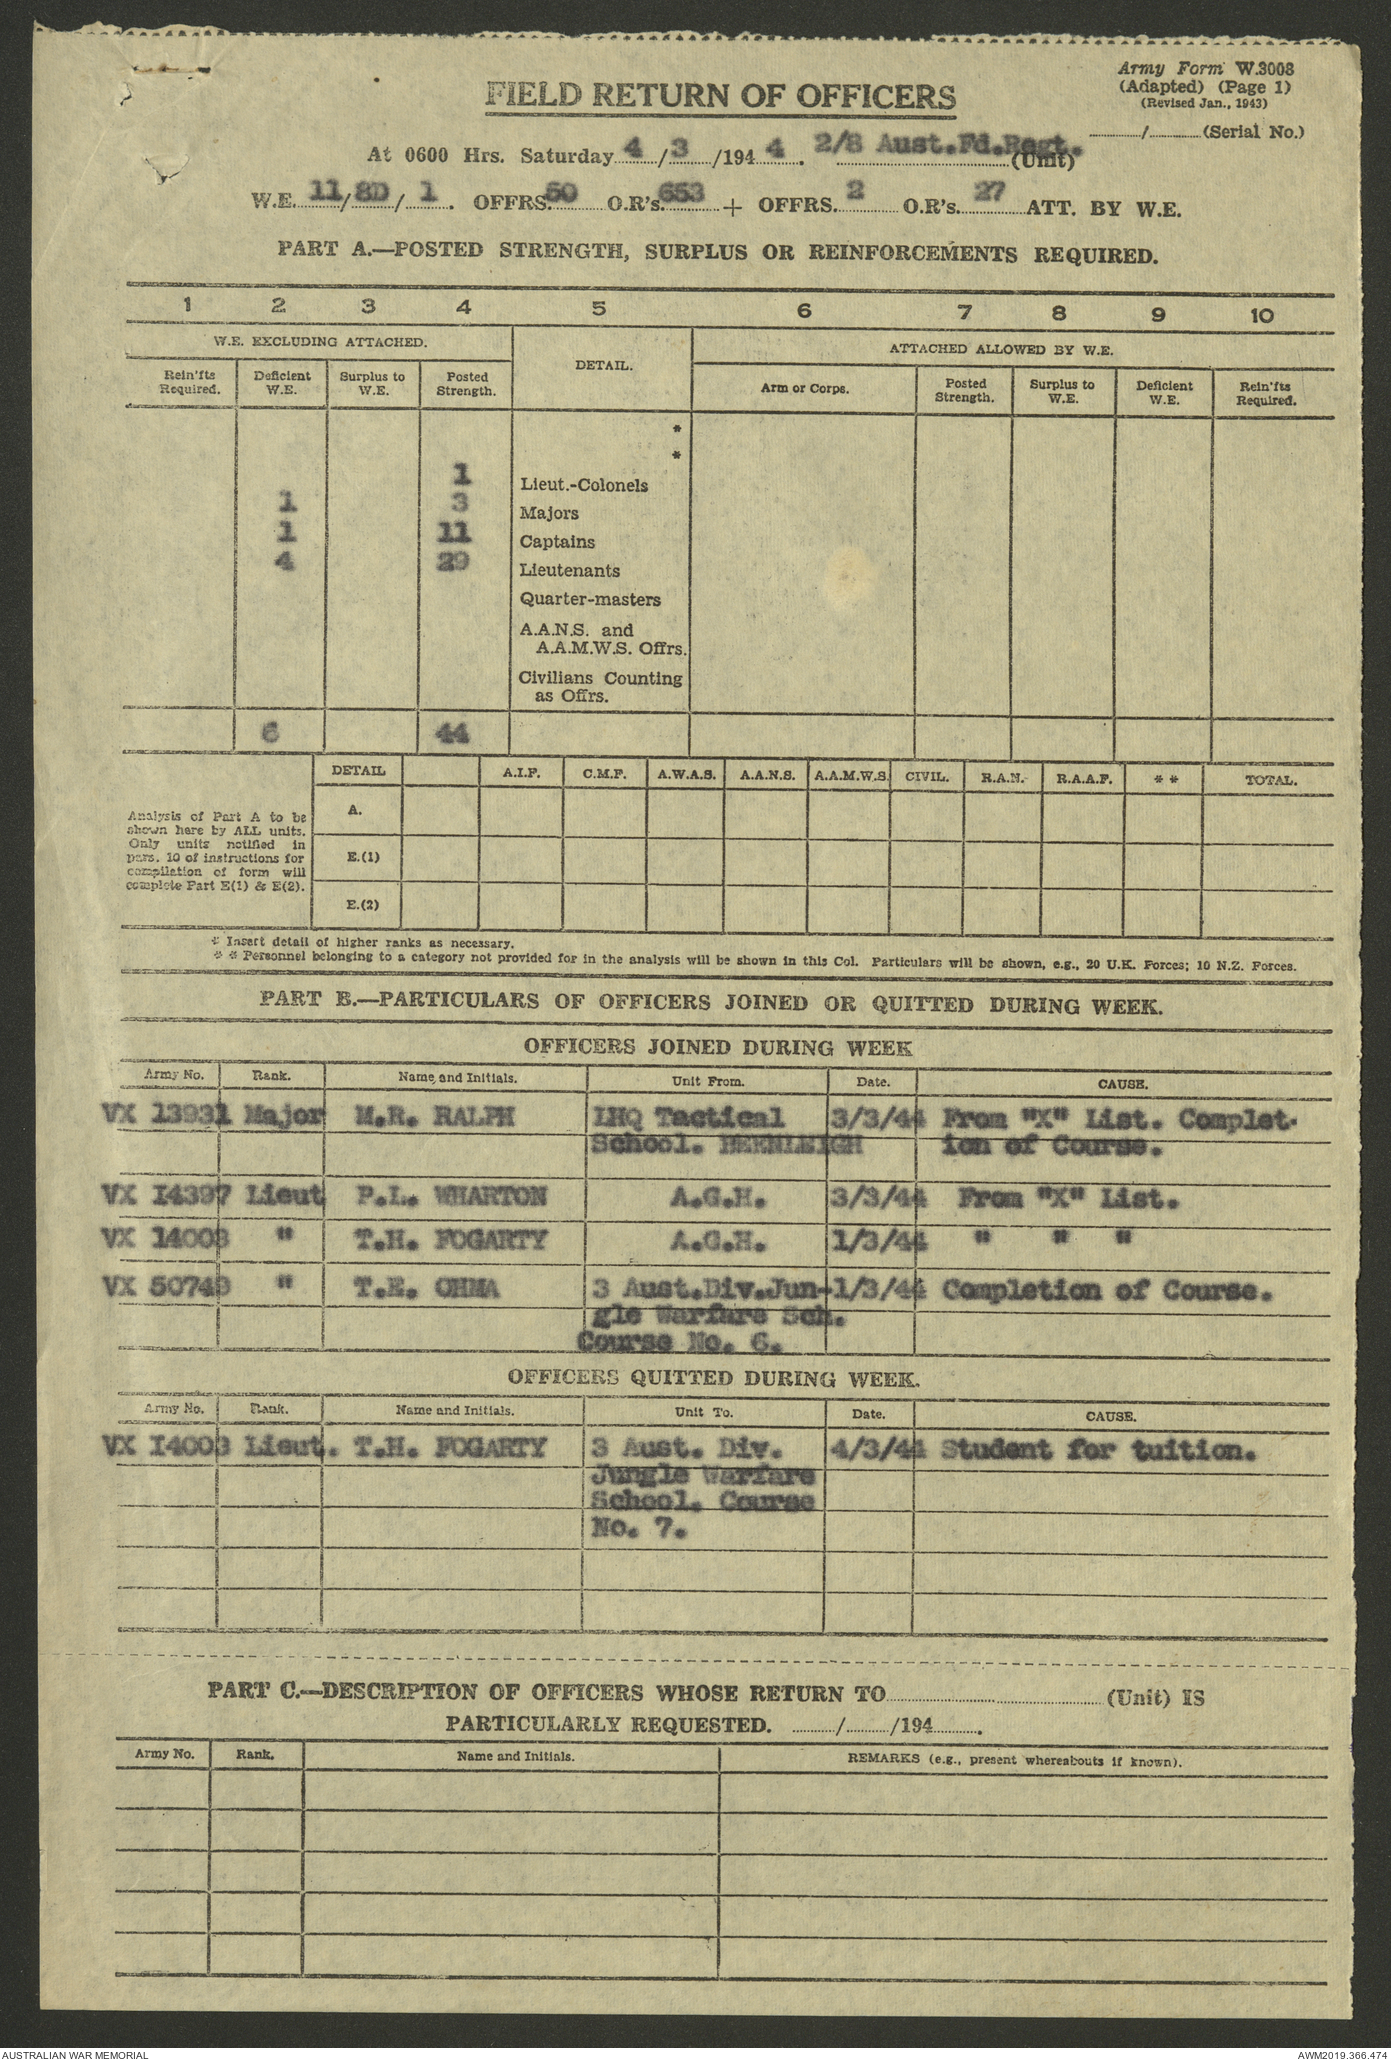 Army Form W.3008
(Adapted) (Page 1)
(Revised Jan., 1943)
FIELD RETURN OF OFFICERS
........../..........(Serial No.)
At 0600 Hrs. Saturday 4/3/1944. 2/8 Aust.Fd.Regt. (Unit)
W.E. 11/8D/1. OFFRS. 50 O.R's. 653 + OFFRS. 2 O.R's. 27 ATT. BY W.E.
PART A.—POSTED STRENGTH, SURPLUS OR REINFORCEMENTS REQUIRED.
1 2 3 4 5 6 7 8 9 10
W.E. EXCLUDING ATTACHED. DETAIL. ATTACHED ALLOWED BY W.E.
Rein'fts Required. Deficient W.E. Surplus to W.E. Posted Strength. Arm or Corps. Posted Strength. Surplus to W.E. Deficient W.E. Rein'fts Required.
*
*
1 Lieut.-Colonels
1 3 Majors
1 11 Captains
4 29 Lieutenants
Quarter-masters
A.A.N.S. and
A.A.M.W.S. Offrs.
Civilians Counting
as Offrs.
6 44
DETAIL A.I.F. C.M.F. A.W.A.S. A.A.N.S. A.A.M.W.S. CIVIL. R.A.N. R.A.A.F. * * TOTAL.
Analysis of Part A to be
shown here by ALL units.
Only units notified in
pars. 10 of instructions for
compilation of form will
complete Part E(1) & E(2).
A.
E.(1)
E.(2)
* Insert detail of higher ranks as necessary.
* * Personnel belonging to a category not provided for in the analysis will be shown in this Col. Particulars will be shown, e.g., 20 U.K. Forces; 10 N.Z. Forces.
PART B.—PARTICULARS OF OFFICERS JOINED OR QUITTED DURING WEEK.
OFFICERS JOINED DURING WEEK
Army No. Rank. Name and Initials. Unit From. Date. CAUSE.
VX 13931 Major M.R. RALPH LHQ Tactical 3/3/44 From "X" List. Complet-
School. BEENLEIGH ion of Course.
VX 14397 Lieut P.L. WHARTON A.G.H. 3/3/44 From "X" List.
VX 14003 " T.H. FOGARTY A.G.H. 1/3/44 " " "
VX 50749 " T.E. OHMA 3 Aust.Div.Jun- 1/3/44 Completion of Course.
gle Warfare Sch.
Course No. 6.
OFFICERS QUITTED DURING WEEK.
Army No. Rank. Name and Initials. Unit To. Date. CAUSE.
VX 14003 Lieut. T.H. FOGARTY 3 Aust. Div. 4/3/44 Student for tuition.
Jungle Warfare
School. Course
No. 7.
PART C.—DESCRIPTION OF OFFICERS WHOSE RETURN TO.................... (Unit) IS
PARTICULARLY REQUESTED. ........../........../194...........
Army No. Rank. Name and Initials. REMARKS (e.g., present whereabouts if known).
AUSTRALIAN WAR MEMORIAL
AWM2019.366.474